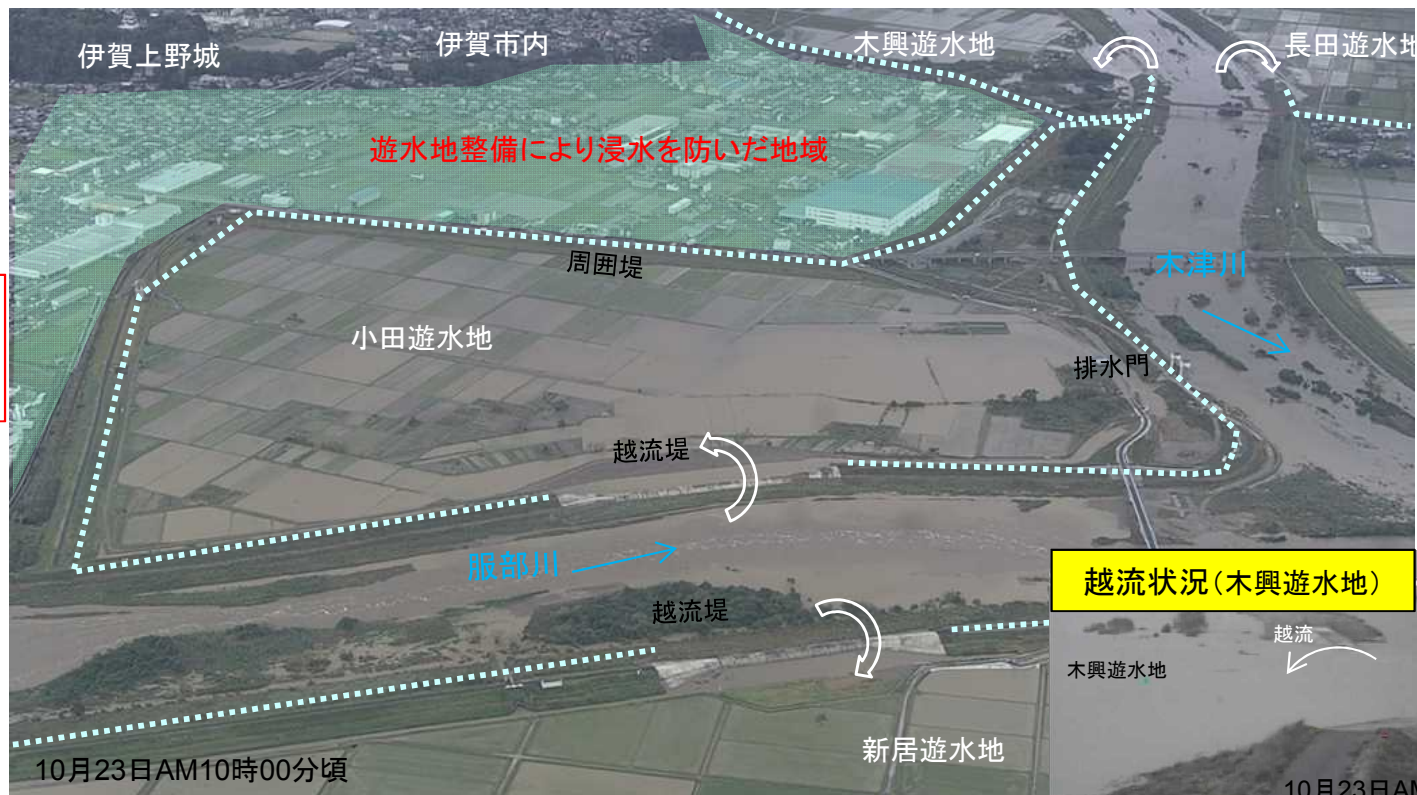 伊賀上野城
伊賀市内
木興遊水地
長田遊水地
遊水地整備により浸水を防いだ地域
周囲堤
木津川
小田遊水地
排水門
越流堤
服部川
越流堤
越流状況(木興遊水地)
越流
木興遊水地
新居遊水地
10月23日AM10時00分頃
10月23日AM